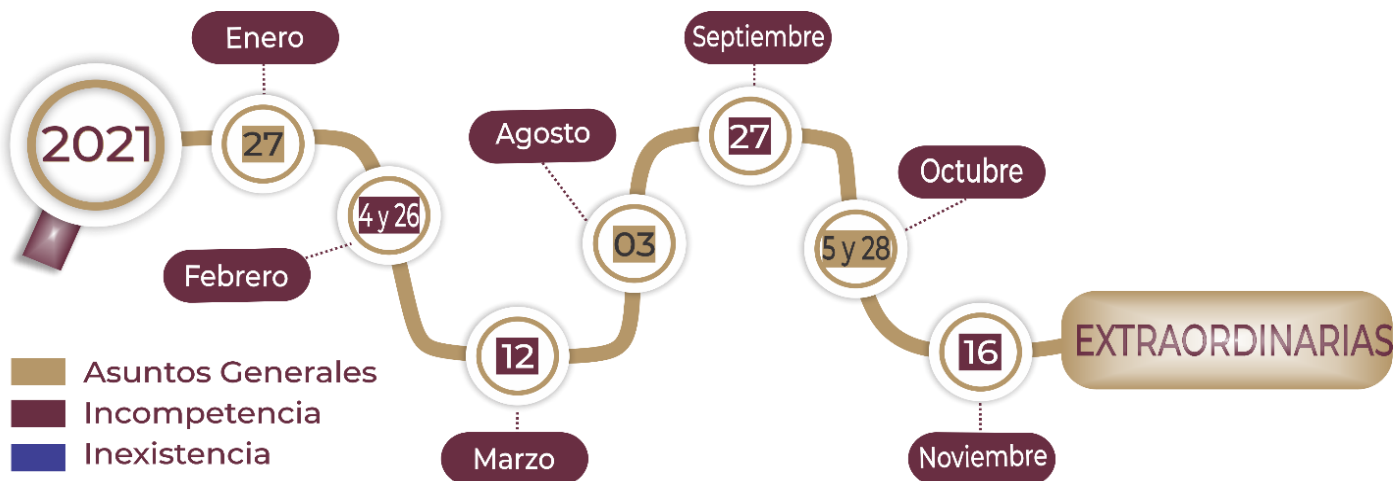 2021
Enero
27
Febrero
4 y 26
Marzo
12
Agosto
03
Septiembre
27
Octubre
5 y 28
Noviembre
16
EXTRAORDINARIAS
Asuntos Generales
Incompetencia
Inexistencia